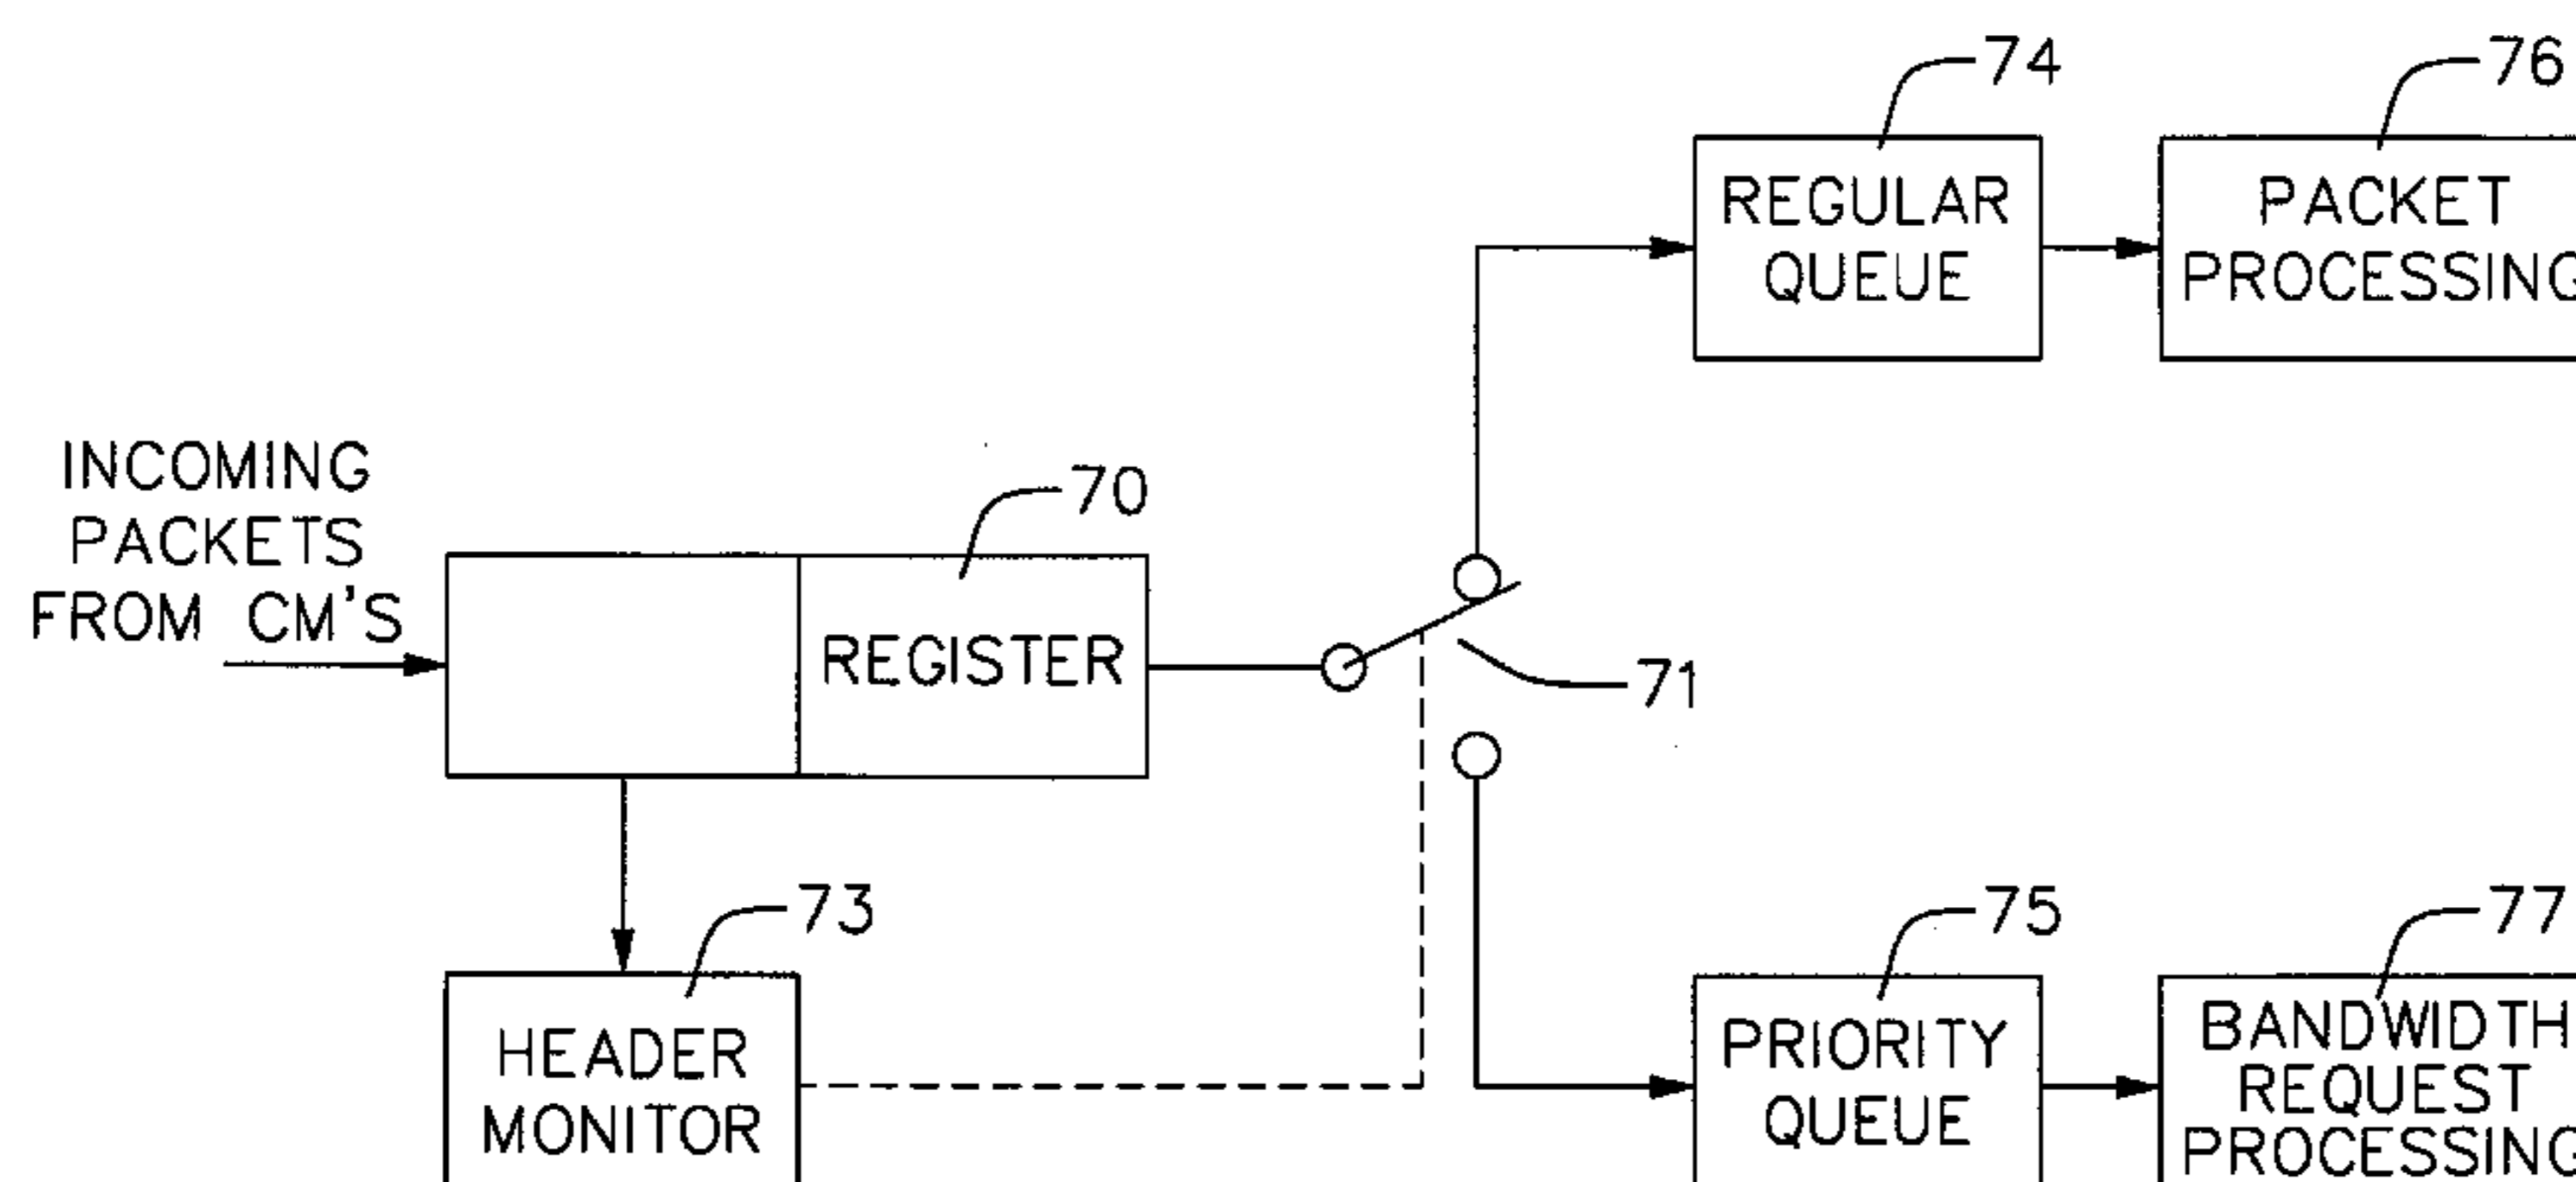 74
76
REGULAR
QUEUE
PACKET
PROCESSING
INCOMING
PACKETS
FROM CM'S
70
REGISTER
71
73
HEADER
MONITOR
75
77
PRIORITY
QUEUE
BANDWIDTH
REQUEST
PROCESSING